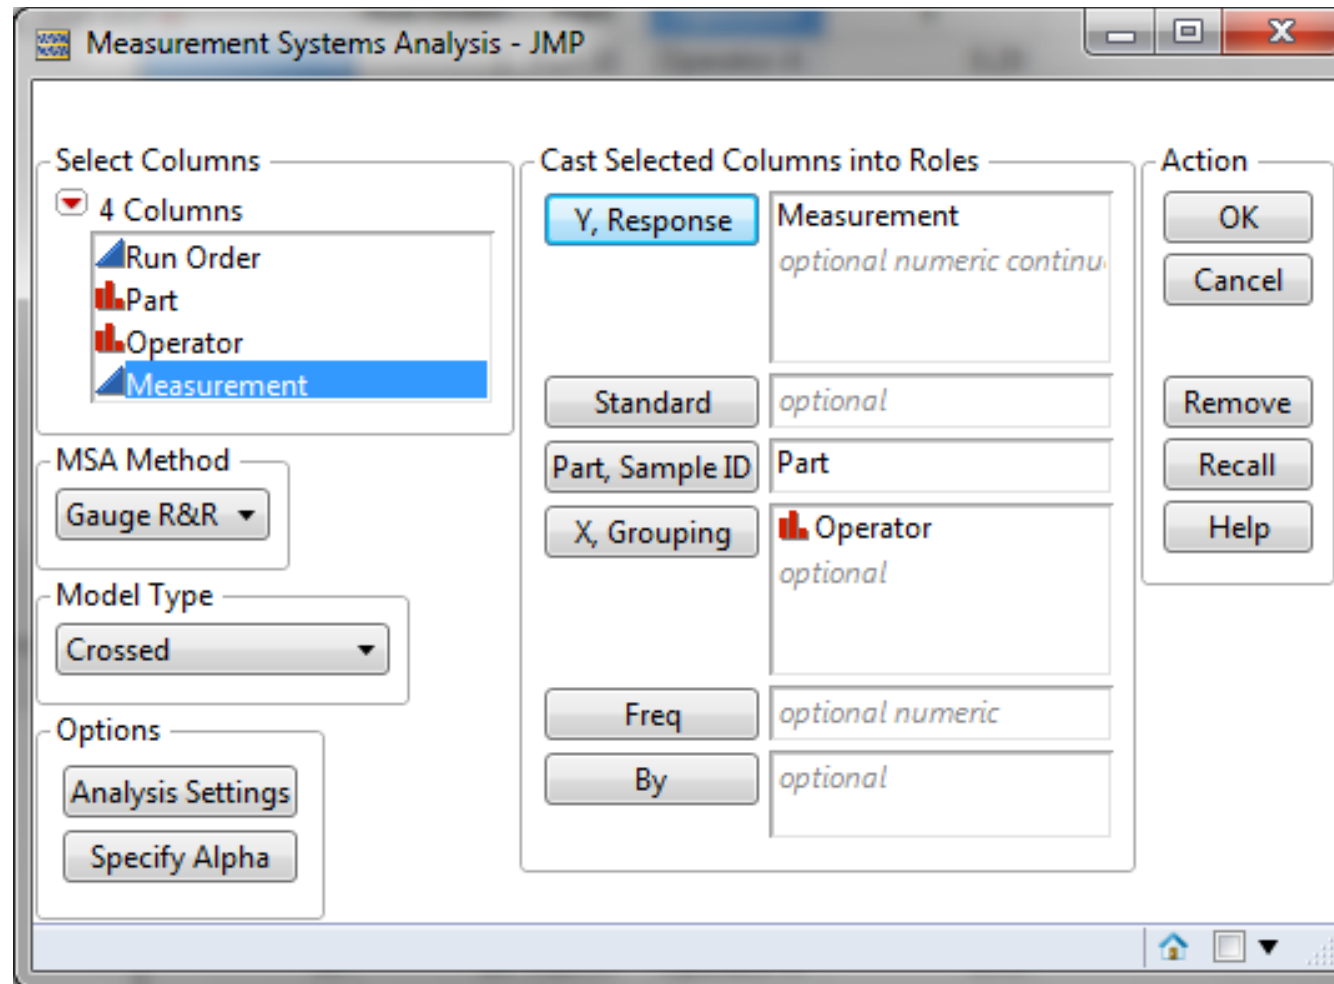 Measurement Systems Analysis - JMP
Select Columns
4 Columns
Run Order
Part
Operator
Measurement
MSA Method
Gauge R&R
Model Type
Crossed
Options
Analysis Settings
Specify Alpha
Cast Selected Columns into Roles
Y, Response
Measurement
optional numeric continu
Standard
optional
Part, Sample ID
Part
X, Grouping
Operator
optional
Freq
optional numeric
By
optional
Action
OK
Cancel
Remove
Recall
Help